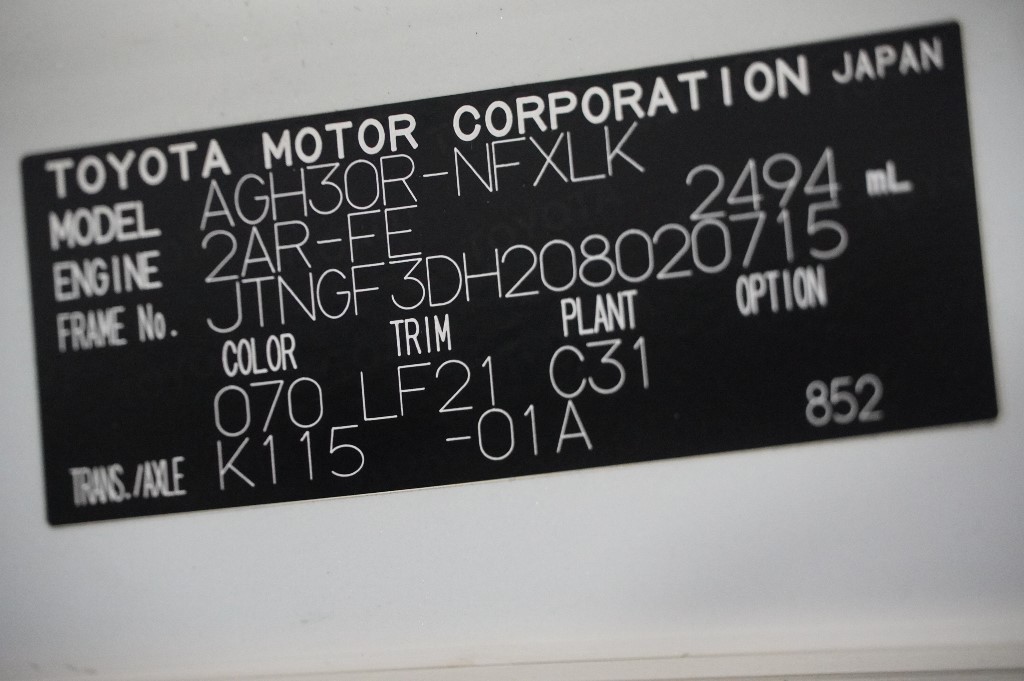 TOYOTA MOTOR CORPORATION JAPAN
MODEL AGH30R-NFXLK
ENGINE 2AR-FE 2494 mL
FRAME No. JTNGF3DH208020715
COLOR TRIM PLANT OPTION
070 LF21 C31
TRANS./AXLE K115 -01A 852